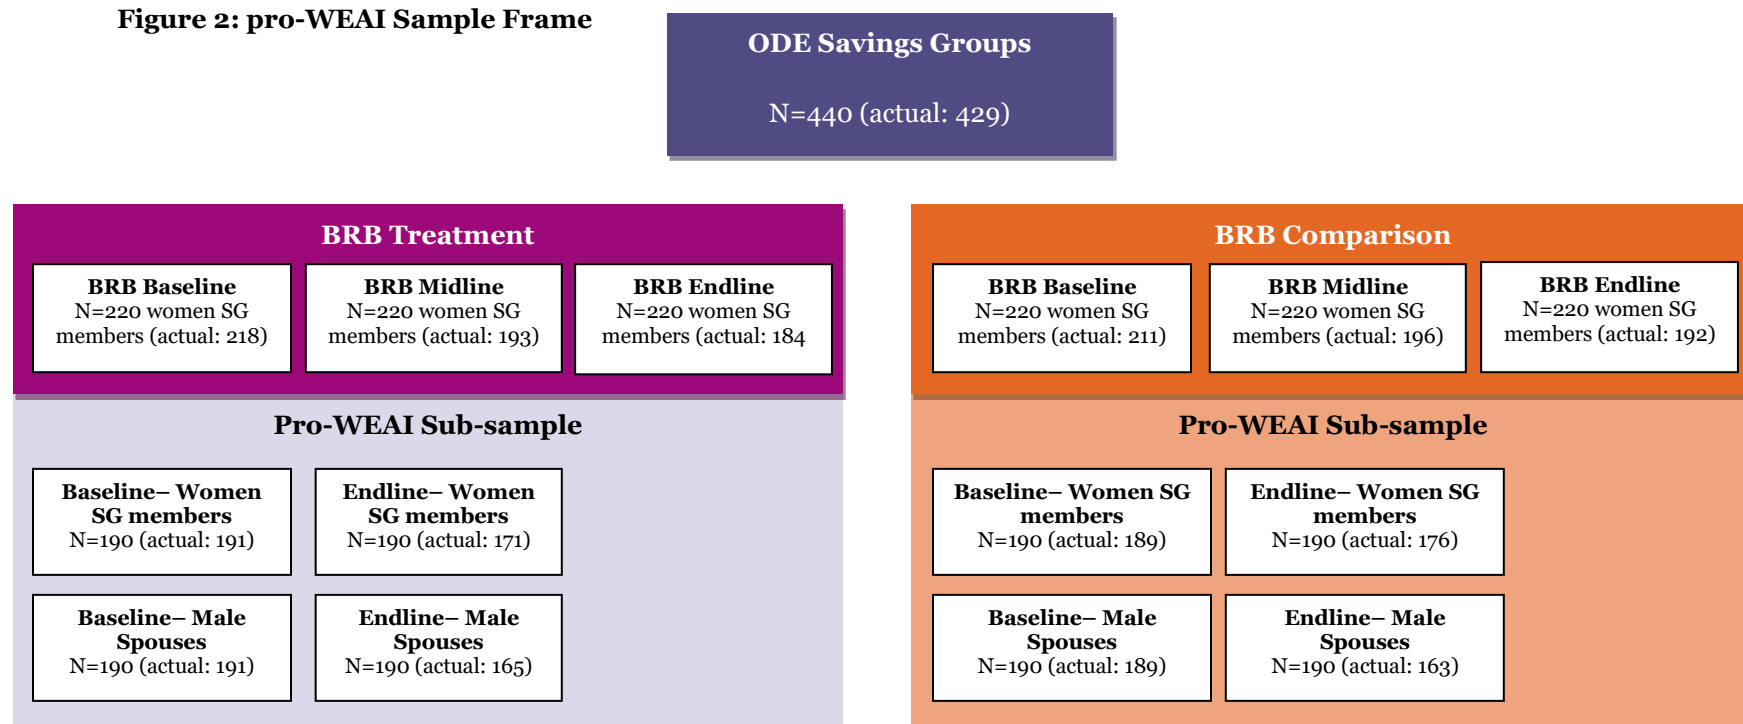 Figure 2: pro-WEAI Sample Frame
ODE Savings Groups
N=440 (actual: 429)
BRB Treatment
BRB Baseline
N=220 women SG
members (actual: 218)
BRB Midline
N=220 women SG
members (actual: 193)
BRB Endline
N=220 women SG
members (actual: 184
Pro-WEAI Sub-sample
Baseline– Women
SG members
N=190 (actual: 191)
Endline– Women
SG members
N=190 (actual: 171)
Baseline– Male
Spouses
N=190 (actual: 191)
Endline– Male
Spouses
N=190 (actual: 165)
BRB Comparison
BRB Baseline
N=220 women SG
members (actual: 211)
BRB Midline
N=220 women SG
members (actual: 196)
BRB Endline
N=220 women SG
members (actual: 192)
Pro-WEAI Sub-sample
Baseline– Women SG
members
N=190 (actual: 189)
Endline– Women SG
members
N=190 (actual: 176)
Baseline– Male
Spouses
N=190 (actual: 189)
Endline– Male
Spouses
N=190 (actual: 163)